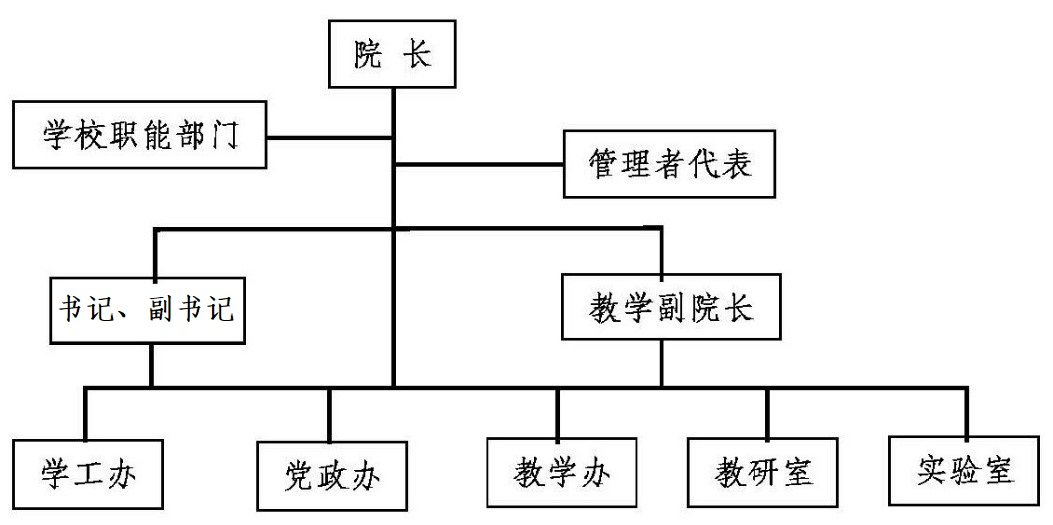 院 长
学校职能部门
管理者代表
书记、副书记
教学副院长
学工办
党政办
教学办
教研室
实验室